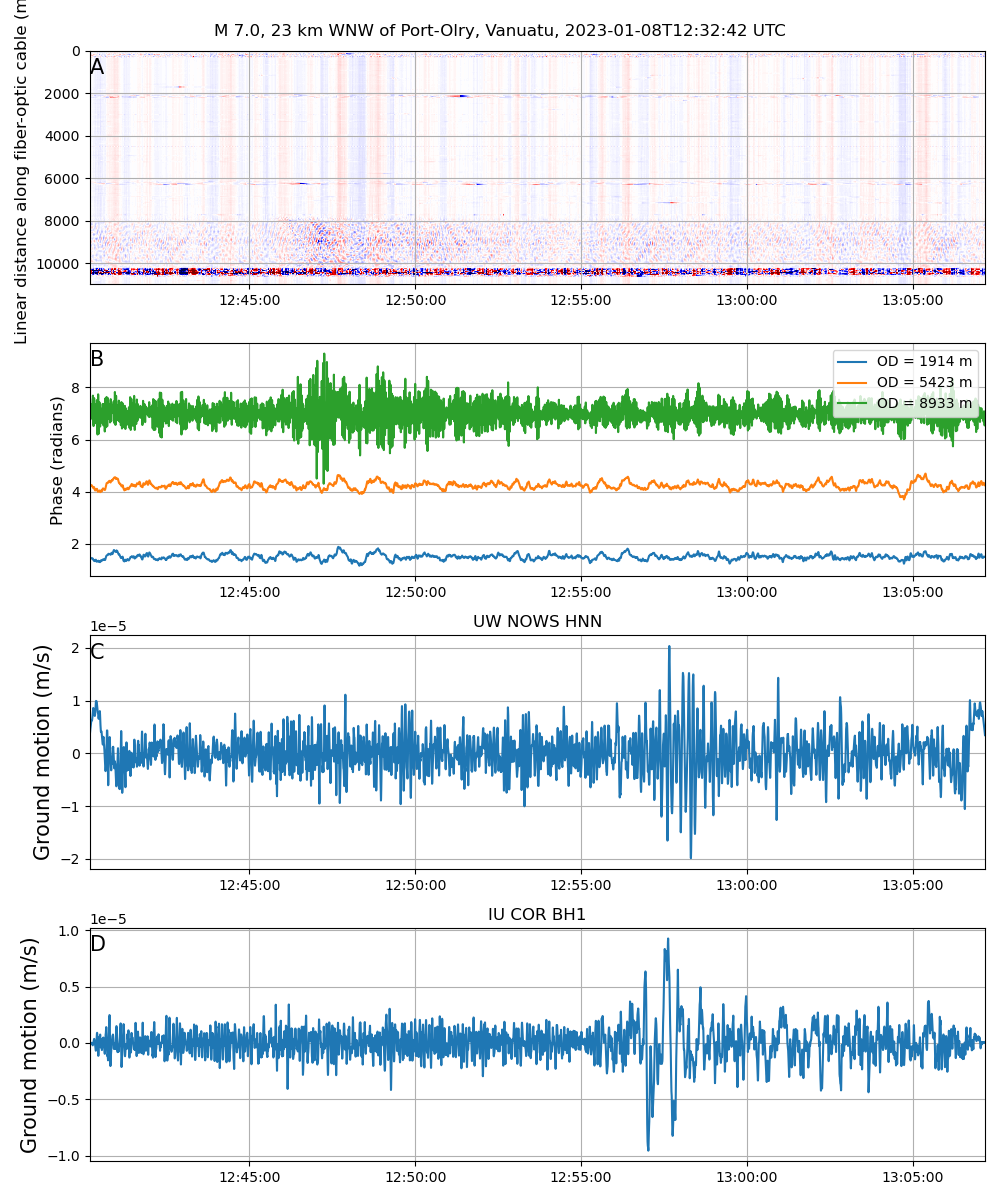 M 7.0, 23 km WNW of Port-Olry, Vanuatu, 2023-01-08T12:32:42 UTC
Linear distance along fiber-optic cable (m
A
0
2000
4000
6000
8000
10000
12:45:00 12:50:00 12:55:00 13:00:00 13:05:00
B
Phase (radians)
8
6
4
2
OD = 1914 m
OD = 5423 m
OD = 8933 m
12:45:00 12:50:00 12:55:00 13:00:00 13:05:00
UW NOWS HNN
1e−5
C
Ground motion (m/s)
2
1
0
−1
−2
12:45:00 12:50:00 12:55:00 13:00:00 13:05:00
IU COR BH1
1e−5
D
Ground motion (m/s)
1.0
0.5
0.0
−0.5
−1.0
12:45:00 12:50:00 12:55:00 13:00:00 13:05:00